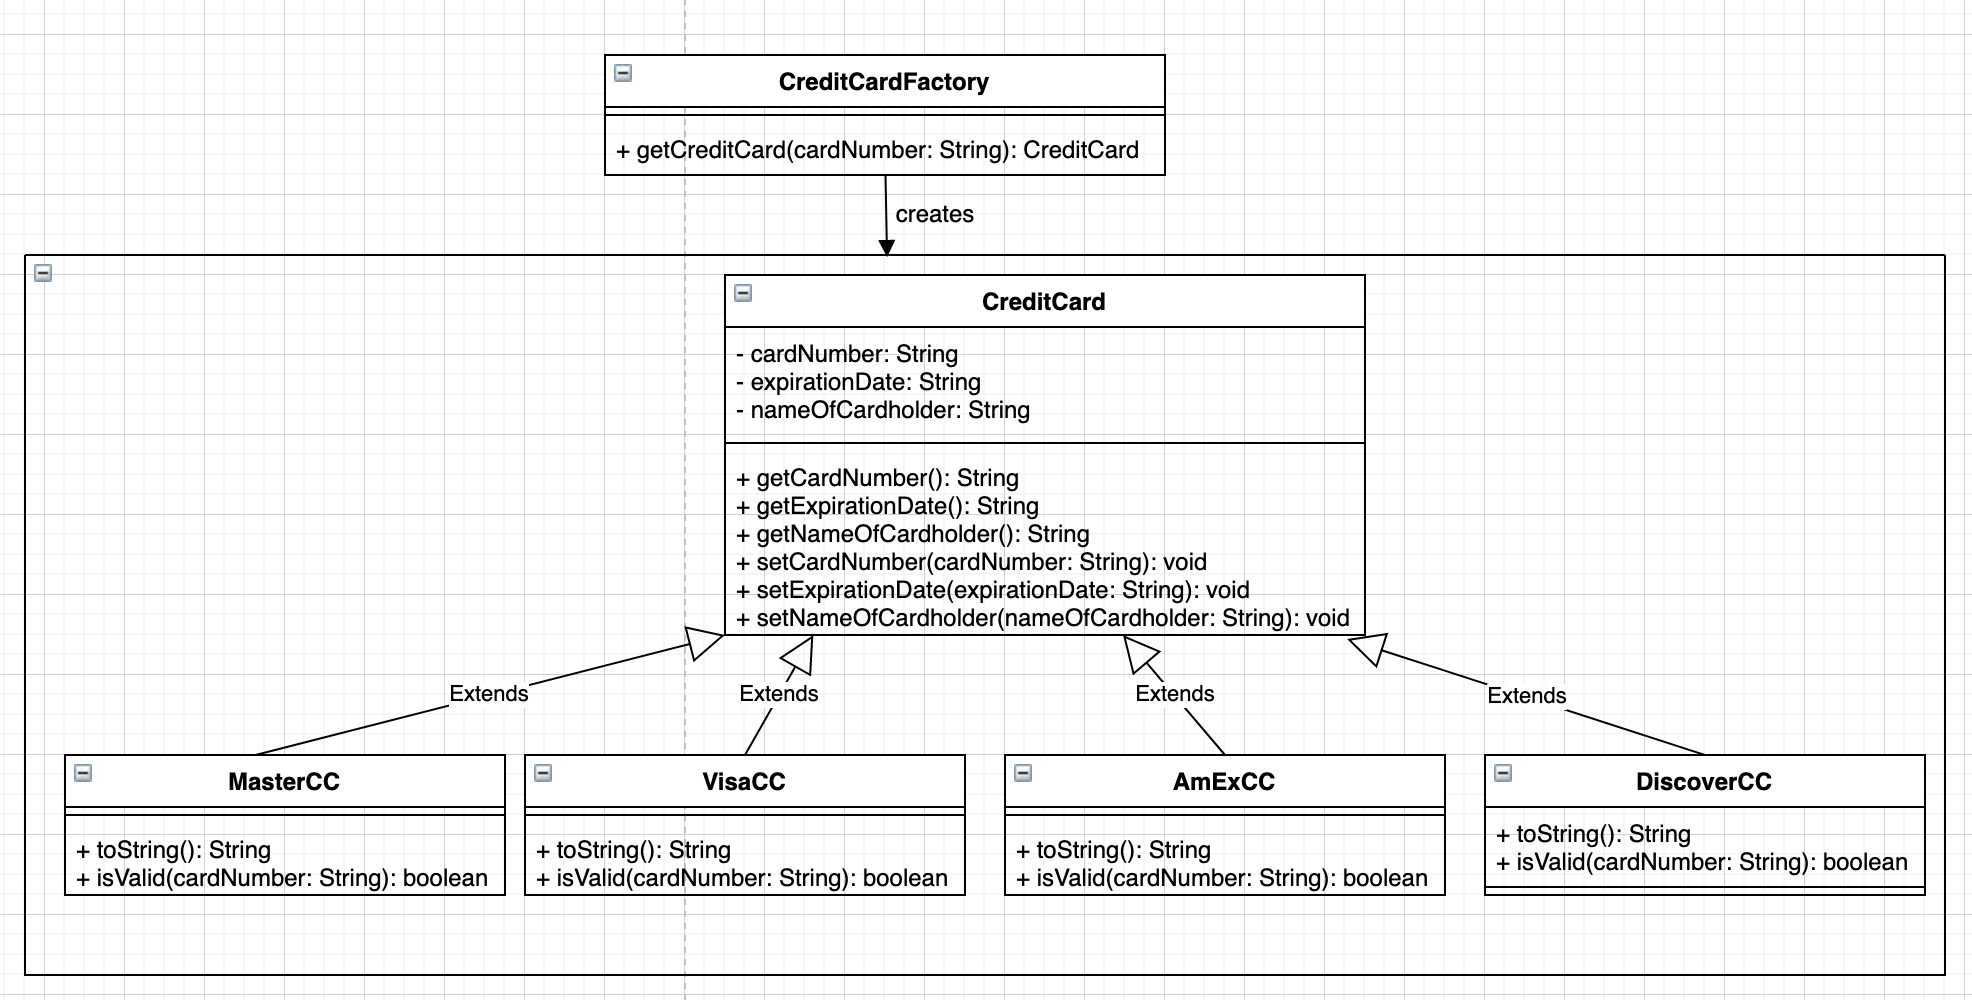 CreditCardFactory
+ getCreditCard(cardNumber: String): CreditCard
creates
CreditCard
- cardNumber: String
- expirationDate: String
- nameOfCardholder: String
+ getCardNumber(): String
+ getExpirationDate(): String
+ getNameOfCardholder(): String
+ setCardNumber(cardNumber: String): void
+ setExpirationDate(expirationDate: String): void
+ setNameOfCardholder(nameOfCardholder: String): void
Extends
Extends
Extends
Extends
MasterCC
+ toString(): String
+ isValid(cardNumber: String): boolean
VisaCC
+ toString(): String
+ isValid(cardNumber: String): boolean
AmExCC
+ toString(): String
+ isValid(cardNumber: String): boolean
DiscoverCC
+ toString(): String
+ isValid(cardNumber: String): boolean